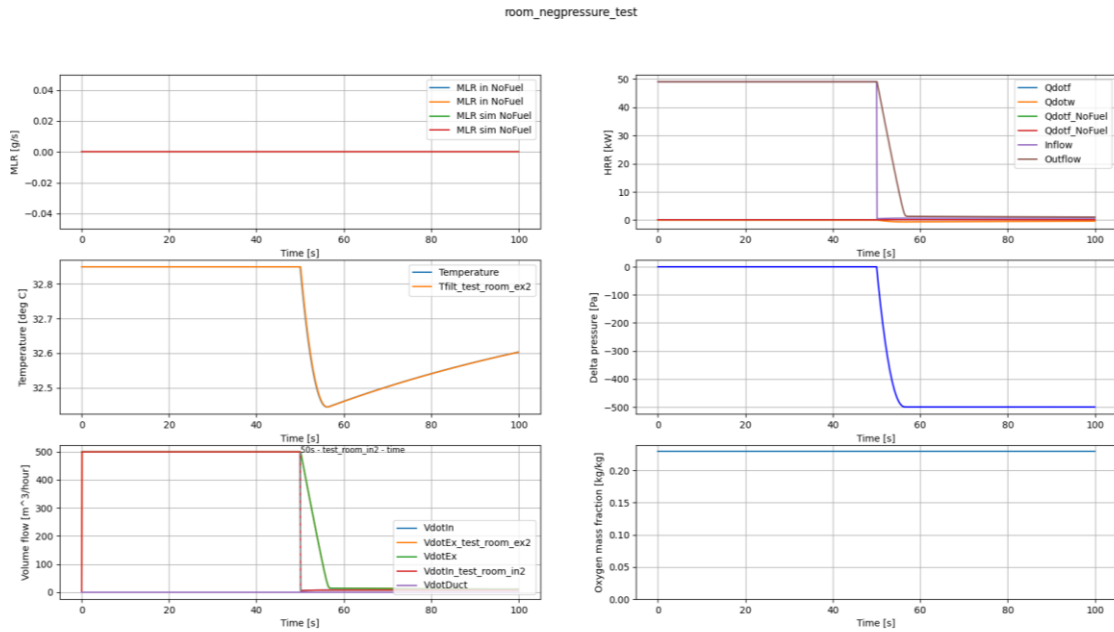 room_negpressure_test
MLR [g/s]
0.04
0.02
0.00
−0.02
−0.04
MLR in NoFuel
MLR in NoFuel
MLR sim NoFuel
MLR sim NoFuel
0 20 40 60 80 100
Time [s]
HRR [kW]
50
40
30
20
10
0
Qdotf
Qdotw
Qdotf_NoFuel
Qdotf_NoFuel
Inflow
Outflow
0 20 40 60 80 100
Time [s]
Temperature [deg C]
32.8
32.7
32.6
32.5
Temperature
Tfilt_test_room_ex2
0 20 40 60 80 100
Time [s]
Delta pressure [Pa]
0
−100
−200
−300
−400
−500
0 20 40 60 80 100
Time [s]
Volume flow [m^3/hour]
500
400
300
200
100
0
50s - test_room_in2 - time
VdotIn
VdotEx_test_room_ex2
VdotEx
VdotIn_test_room_in2
VdotDuct
0 20 40 60 80 100
Time [s]
Oxygen mass fraction [kg/kg]
0.20
0.15
0.10
0.05
0.00
0 20 40 60 80 100
Time [s]